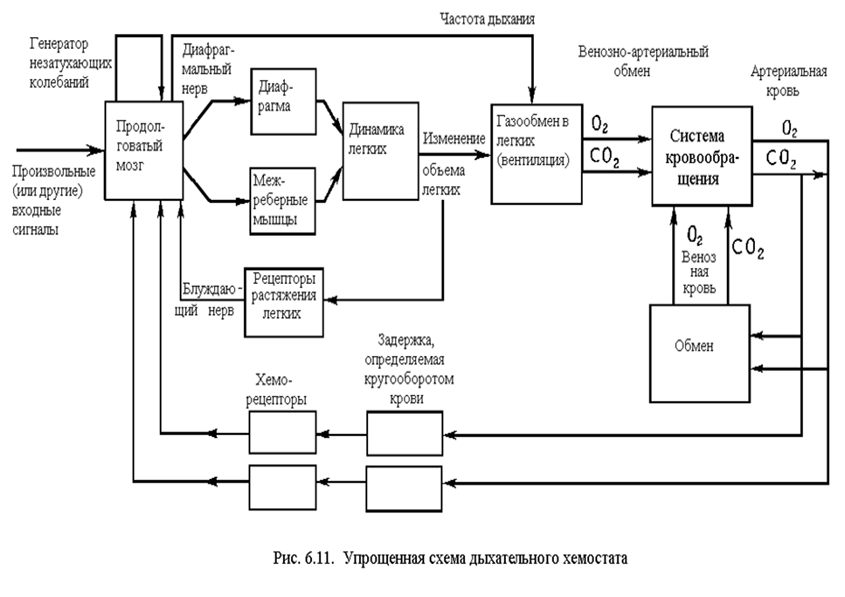 Частота дыхания
Генератор
незатухающих
колебаний
Диафраг-
мальный
нерв
Венозно-артериальный
обмен
Артериальная
кровь
Диаф-
рагма
Продол-
говатый
мозг
Динамика
легких
Изменение
объема
легких
Газообмен в
легких
(вентиляция)
O₂
CO₂
Система
кровообра-
щения
O₂
CO₂
Произвольные
(или другие)
входные
сигналы
Меж-
реберные
мышцы
O₂
CO₂
Веноз
ная
кровь
Блуждаю-
щий нерв
Рецепторы
растяжения
легких
Обмен
Задержка,
определяемая
кругооборотом
крови
Хемо-
рецепторы
Рис. 6.11. Упрощенная схема дыхательного хемостата